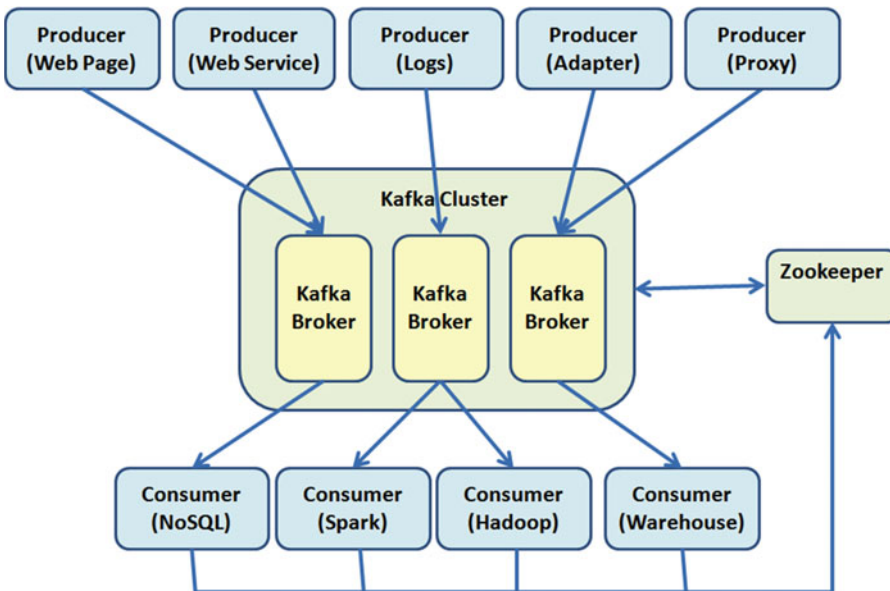 Producer
(Web Page)
Producer
(Web Service)
Producer
(Logs)
Producer
(Adapter)
Producer
(Proxy)
Kafka Cluster
Kafka
Broker
Kafka
Broker
Kafka
Broker
Zookeeper
Consumer
(NoSQL)
Consumer
(Spark)
Consumer
(Hadoop)
Consumer
(Warehouse)